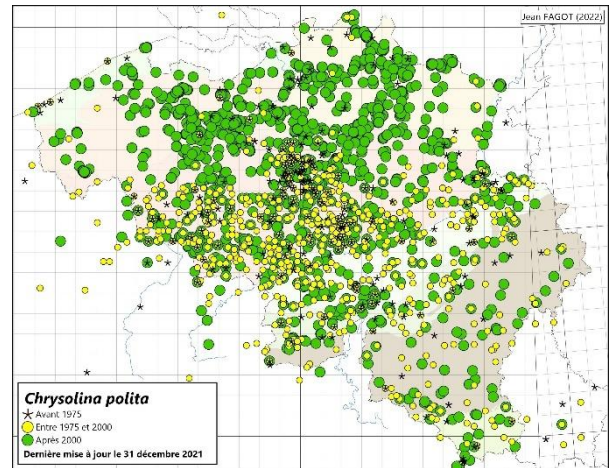 Jean FAGOT (2022)
Chrysolina polita
Avant 1975
Entre 1975 et 2000
Après 2000
Dernière mise à jour le 31 décembre 2021